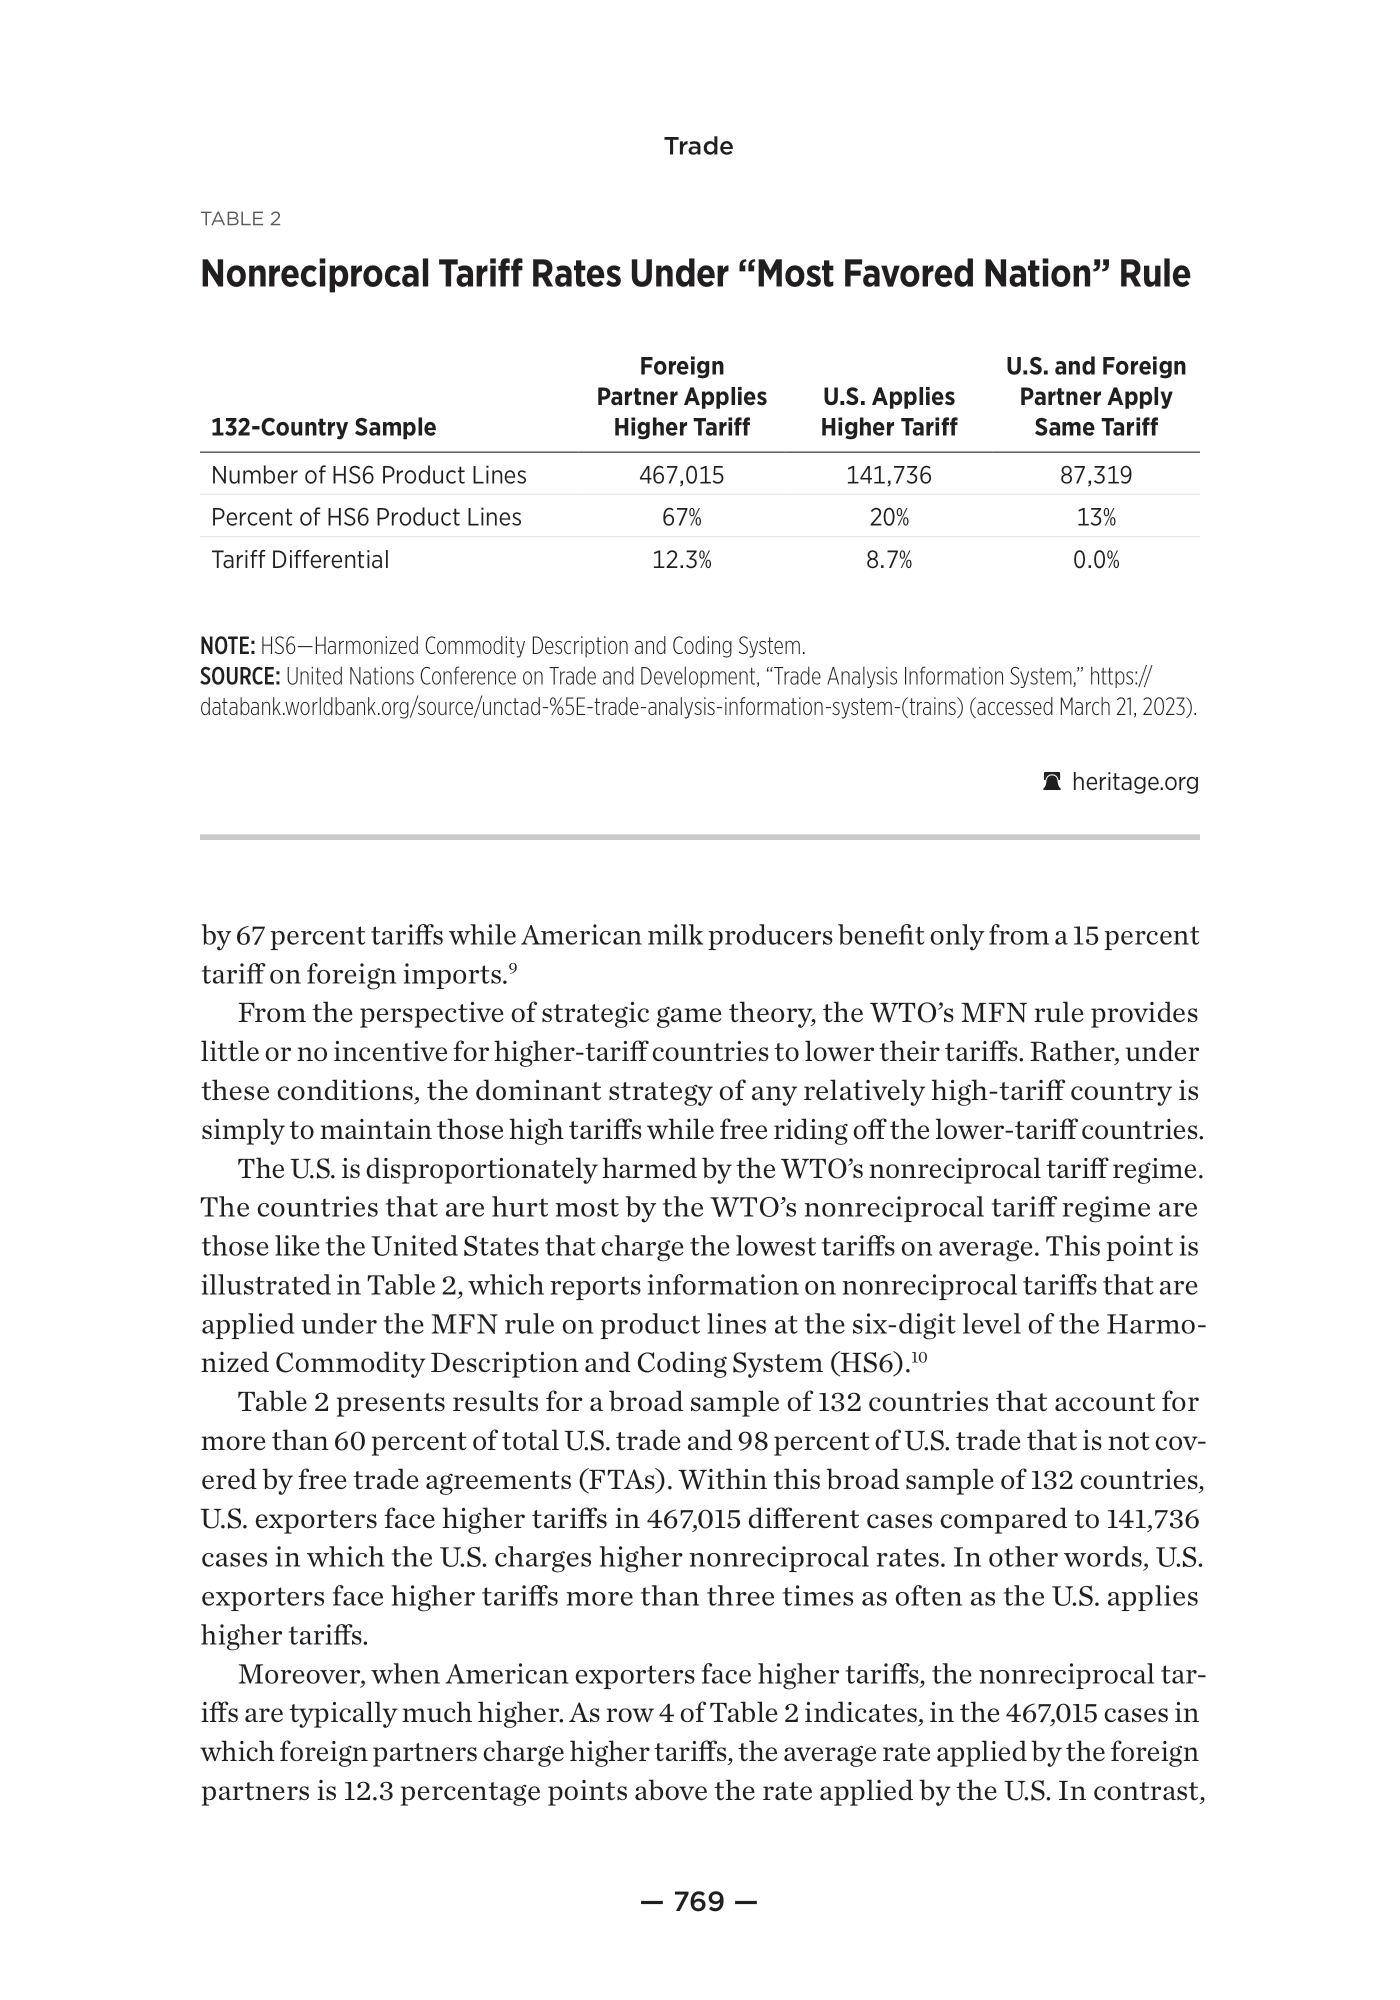 Trade
TABLE 2
Nonreciprocal Tariff Rates Under “Most Favored Nation” Rule
132-Country Sample | Foreign Partner Applies Higher Tariff | U.S. Applies Higher Tariff | U.S. and Foreign Partner Apply Same Tariff
Number of HS6 Product Lines | 467,015 | 141,736 | 87,319
Percent of HS6 Product Lines | 67% | 20% | 13%
Tariff Differential | 12.3% | 8.7% | 0.0%
NOTE: HS6—Harmonized Commodity Description and Coding System.
SOURCE: United Nations Conference on Trade and Development, “Trade Analysis Information System,” https://
databank.worldbank.org/source/unctad-%5E-trade-analysis-information-system-(trains) (accessed March 21, 2023).
heritage.org
by 67 percent tariffs while American milk producers benefit only from a 15 percent
tariff on foreign imports.⁹
From the perspective of strategic game theory, the WTO’s MFN rule provides
little or no incentive for higher-tariff countries to lower their tariffs. Rather, under
these conditions, the dominant strategy of any relatively high-tariff country is
simply to maintain those high tariffs while free riding off the lower-tariff countries.
The U.S. is disproportionately harmed by the WTO’s nonreciprocal tariff regime.
The countries that are hurt most by the WTO’s nonreciprocal tariff regime are
those like the United States that charge the lowest tariffs on average. This point is
illustrated in Table 2, which reports information on nonreciprocal tariffs that are
applied under the MFN rule on product lines at the six-digit level of the Harmo-
nized Commodity Description and Coding System (HS6).¹⁰
Table 2 presents results for a broad sample of 132 countries that account for
more than 60 percent of total U.S. trade and 98 percent of U.S. trade that is not cov-
ered by free trade agreements (FTAs). Within this broad sample of 132 countries,
U.S. exporters face higher tariffs in 467,015 different cases compared to 141,736
cases in which the U.S. charges higher nonreciprocal rates. In other words, U.S.
exporters face higher tariffs more than three times as often as the U.S. applies
higher tariffs.
Moreover, when American exporters face higher tariffs, the nonreciprocal tar-
iffs are typically much higher. As row 4 of Table 2 indicates, in the 467,015 cases in
which foreign partners charge higher tariffs, the average rate applied by the foreign
partners is 12.3 percentage points above the rate applied by the U.S. In contrast,
— 769 —